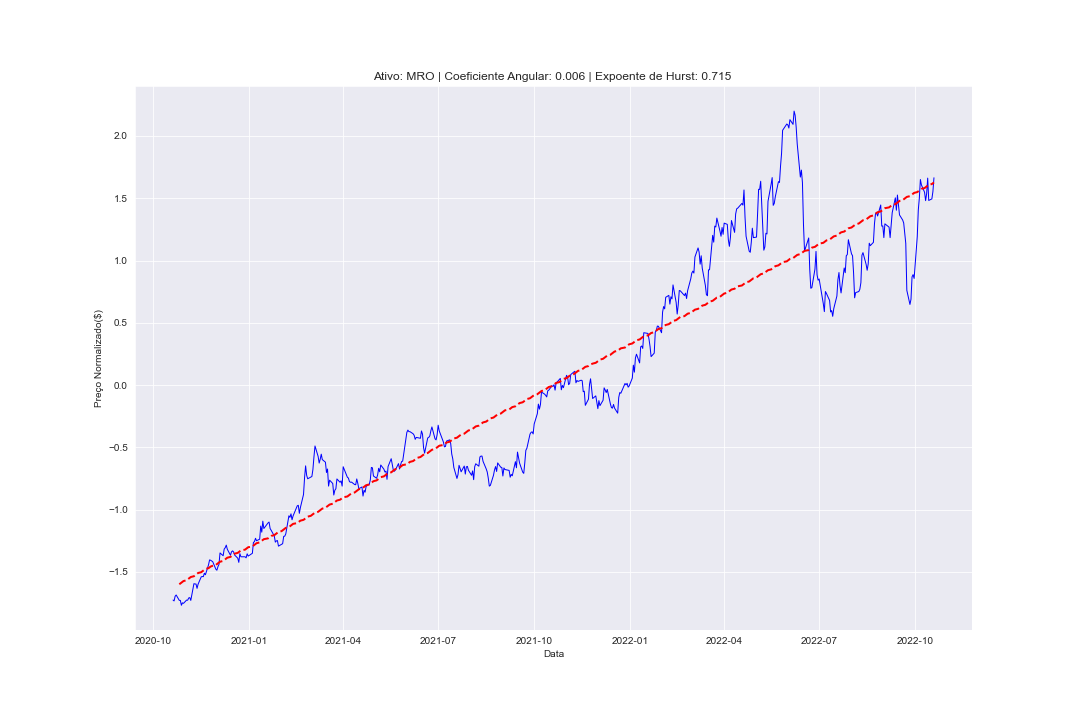 Ativo: MRO | Coeficiente Angular: 0.006 | Expoente de Hurst: 0.715
Preço Normalizado($)
2.0
1.5
1.0
0.5
0.0
−0.5
−1.0
−1.5
2020-10 2021-01 2021-04 2021-07 2021-10 2022-01 2022-04 2022-07 2022-10
Data